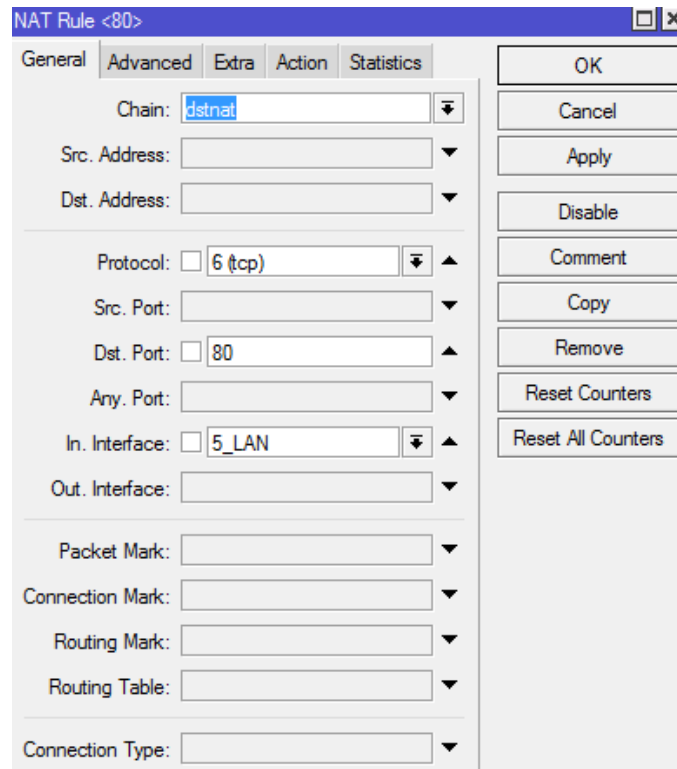 NAT Rule <80>
General Advanced Extra Action Statistics
Chain: dstnat
Src. Address:
Dst. Address:
Protocol: 6 (tcp)
Src. Port:
Dst. Port: 80
Any. Port:
In. Interface: 5_LAN
Out. Interface:
Packet Mark:
Connection Mark:
Routing Mark:
Routing Table:
Connection Type:
OK
Cancel
Apply
Disable
Comment
Copy
Remove
Reset Counters
Reset All Counters